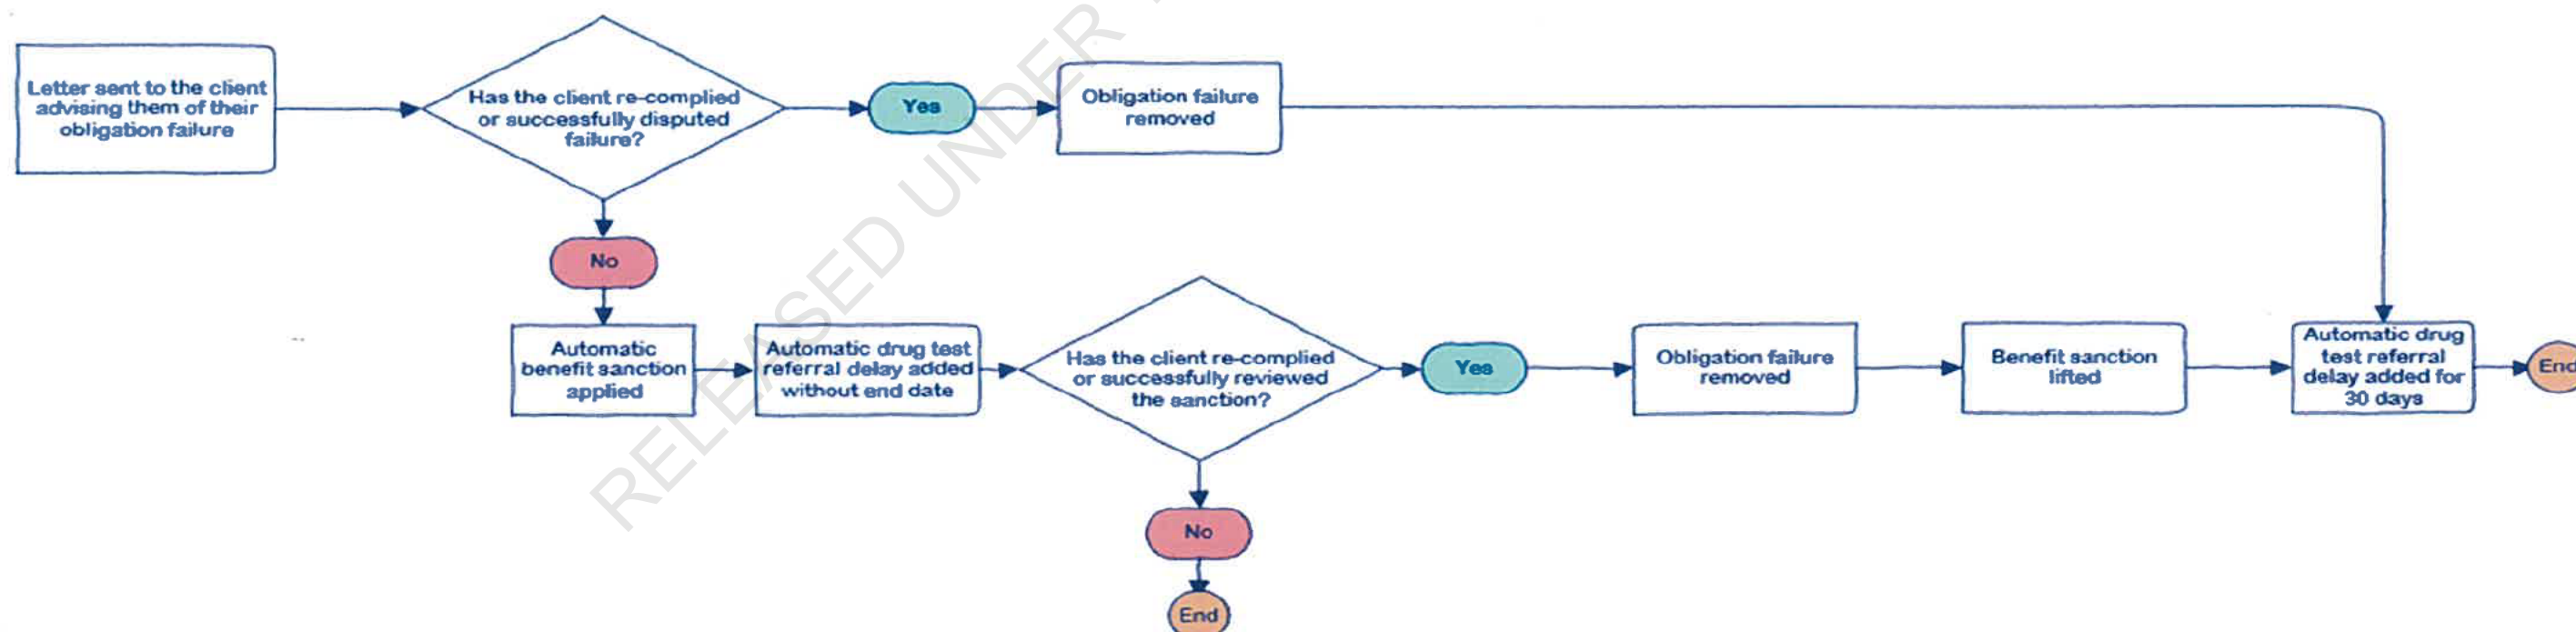 Letter sent to the client
advising them of their
obligation failure
Has the client re-complied
or successfully disputed
failure?
Yes
Obligation failure
removed
No
Automatic
benefit sanction
applied
Automatic drug test
referral delay added
without end date
Has the client re-complied
or successfully reviewed
the sanction?
Yes
Obligation failure
removed
Benefit sanction
lifted
Automatic drug
test referral
delay added for
30 days
End
No
End
RELEASED UNDER